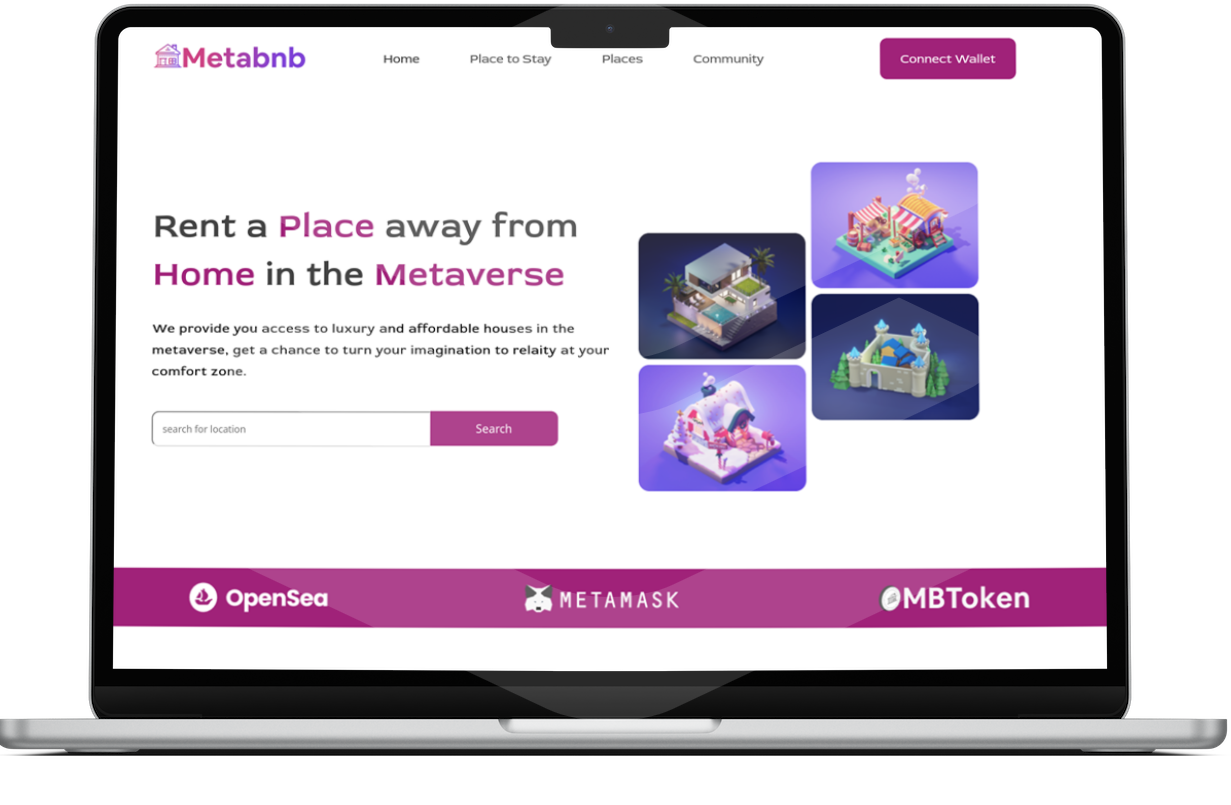 Metabnb
Home
Place to Stay
Places
Community
Connect Wallet
Rent a Place away from
Home in the Metaverse
We provide you access to luxury and affordable houses in the
metaverse, get a chance to turn your imagination to relaity at your
comfort zone.
search for location
Search
OpenSea
METAMASK
MBToken